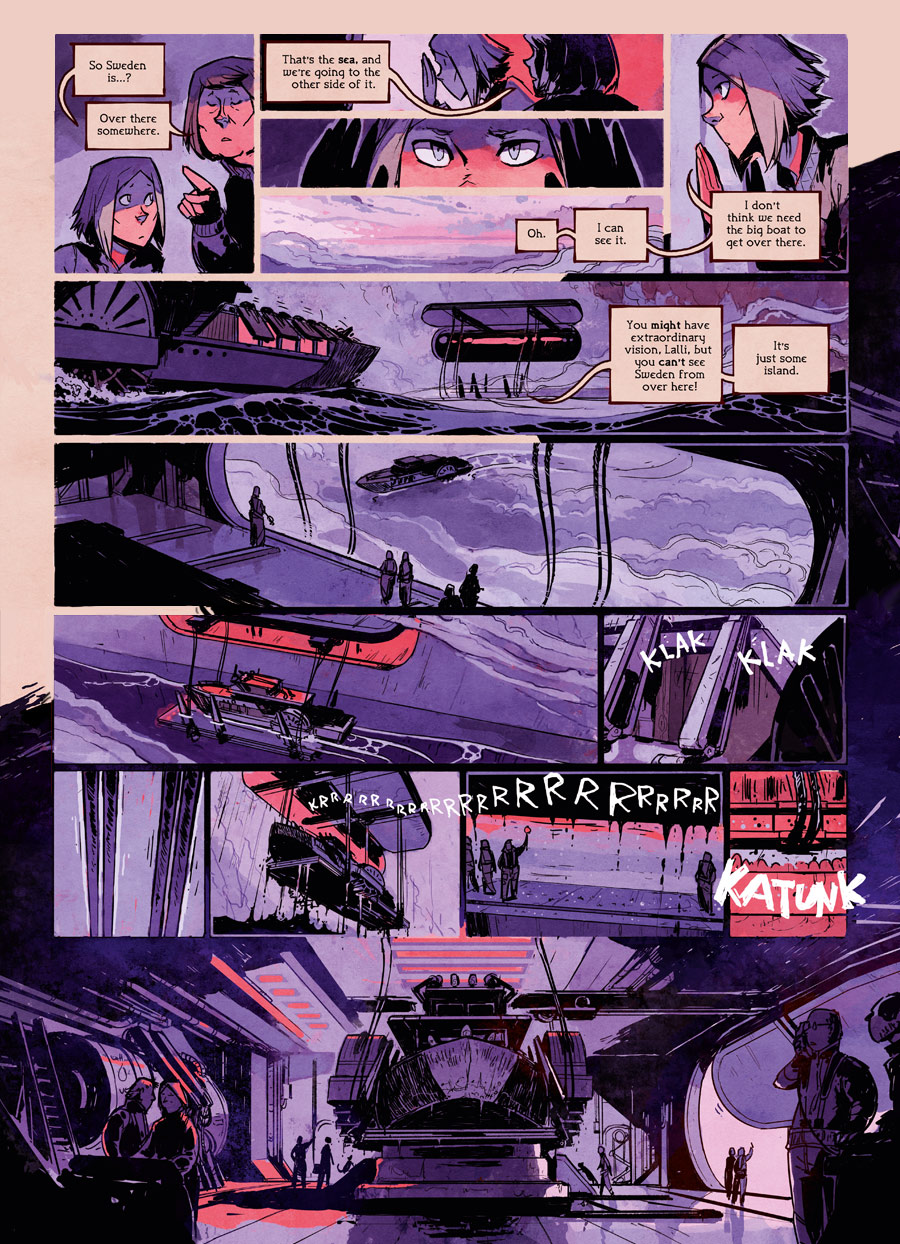 So Sweden
is...?
Over there
somewhere.
That's the sea, and
we're going to the
other side of it.
Oh.
I can
see it.
I don't
think we need
the big boat to
get over there.
You might have
extraordinary
vision, Lalli, but
you can't see
Sweden from
over here!
It's
just some
island.
KLAK
KLAK
KRRRRRRRRRRRRRRRRRRRRRR
KATUNK